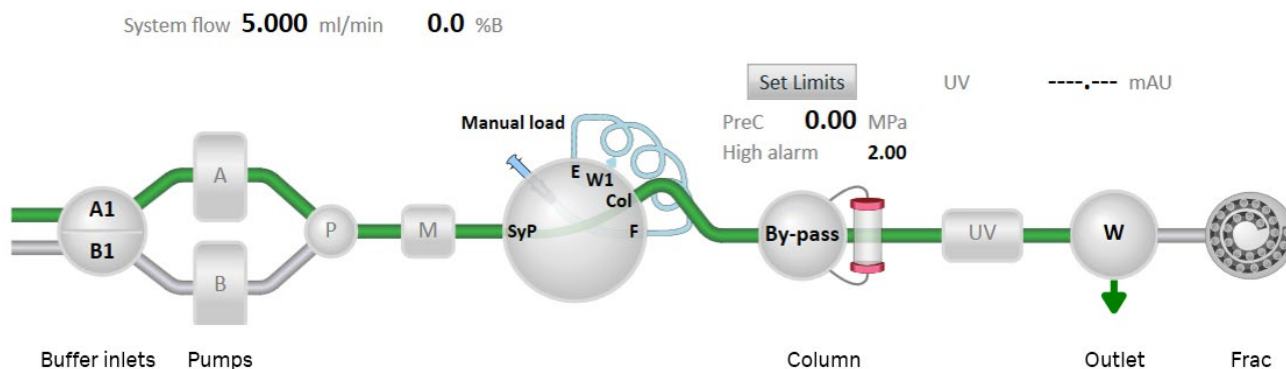 System flow 5.000 ml/min 0.0 %B
Set Limits UV ----.--- mAU
PreC 0.00 MPa
High alarm 2.00
Manual load
E
W1
Col
A
A1
B1
P
M
SyP
F
By-pass
UV
W
B
Buffer inlets Pumps Column Outlet Frac